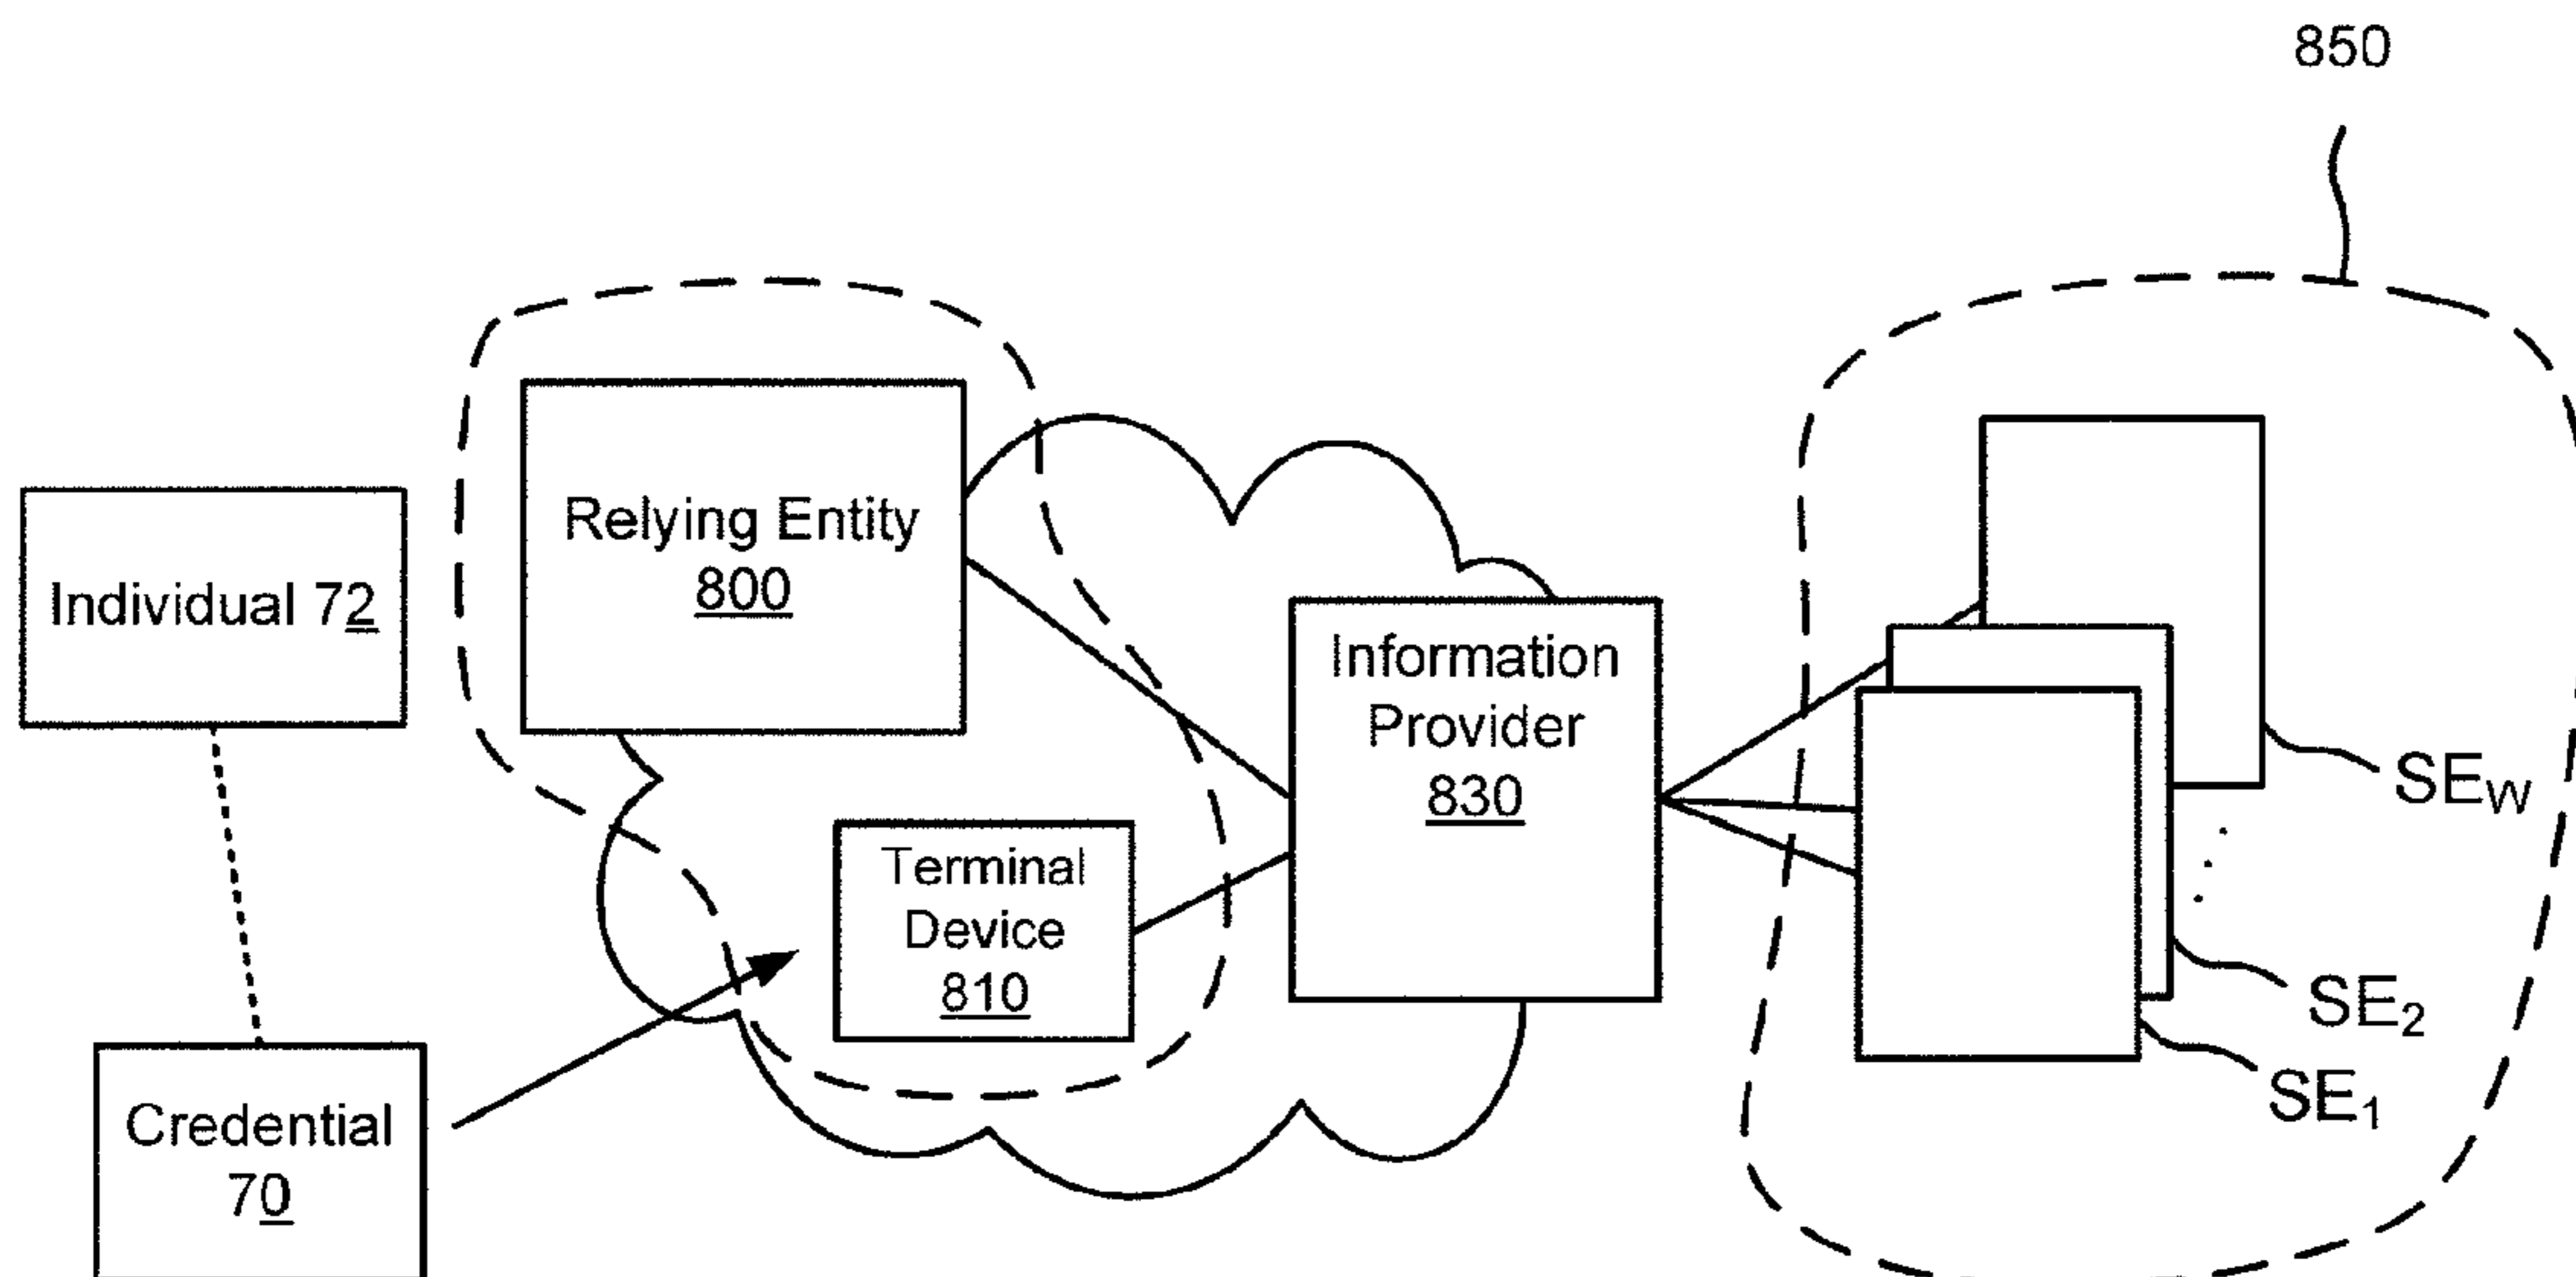 850
Relying Entity
800
Individual 72
Information
Provider
830
SEW
Terminal
Device
810
SE2
SE1
Credential
70